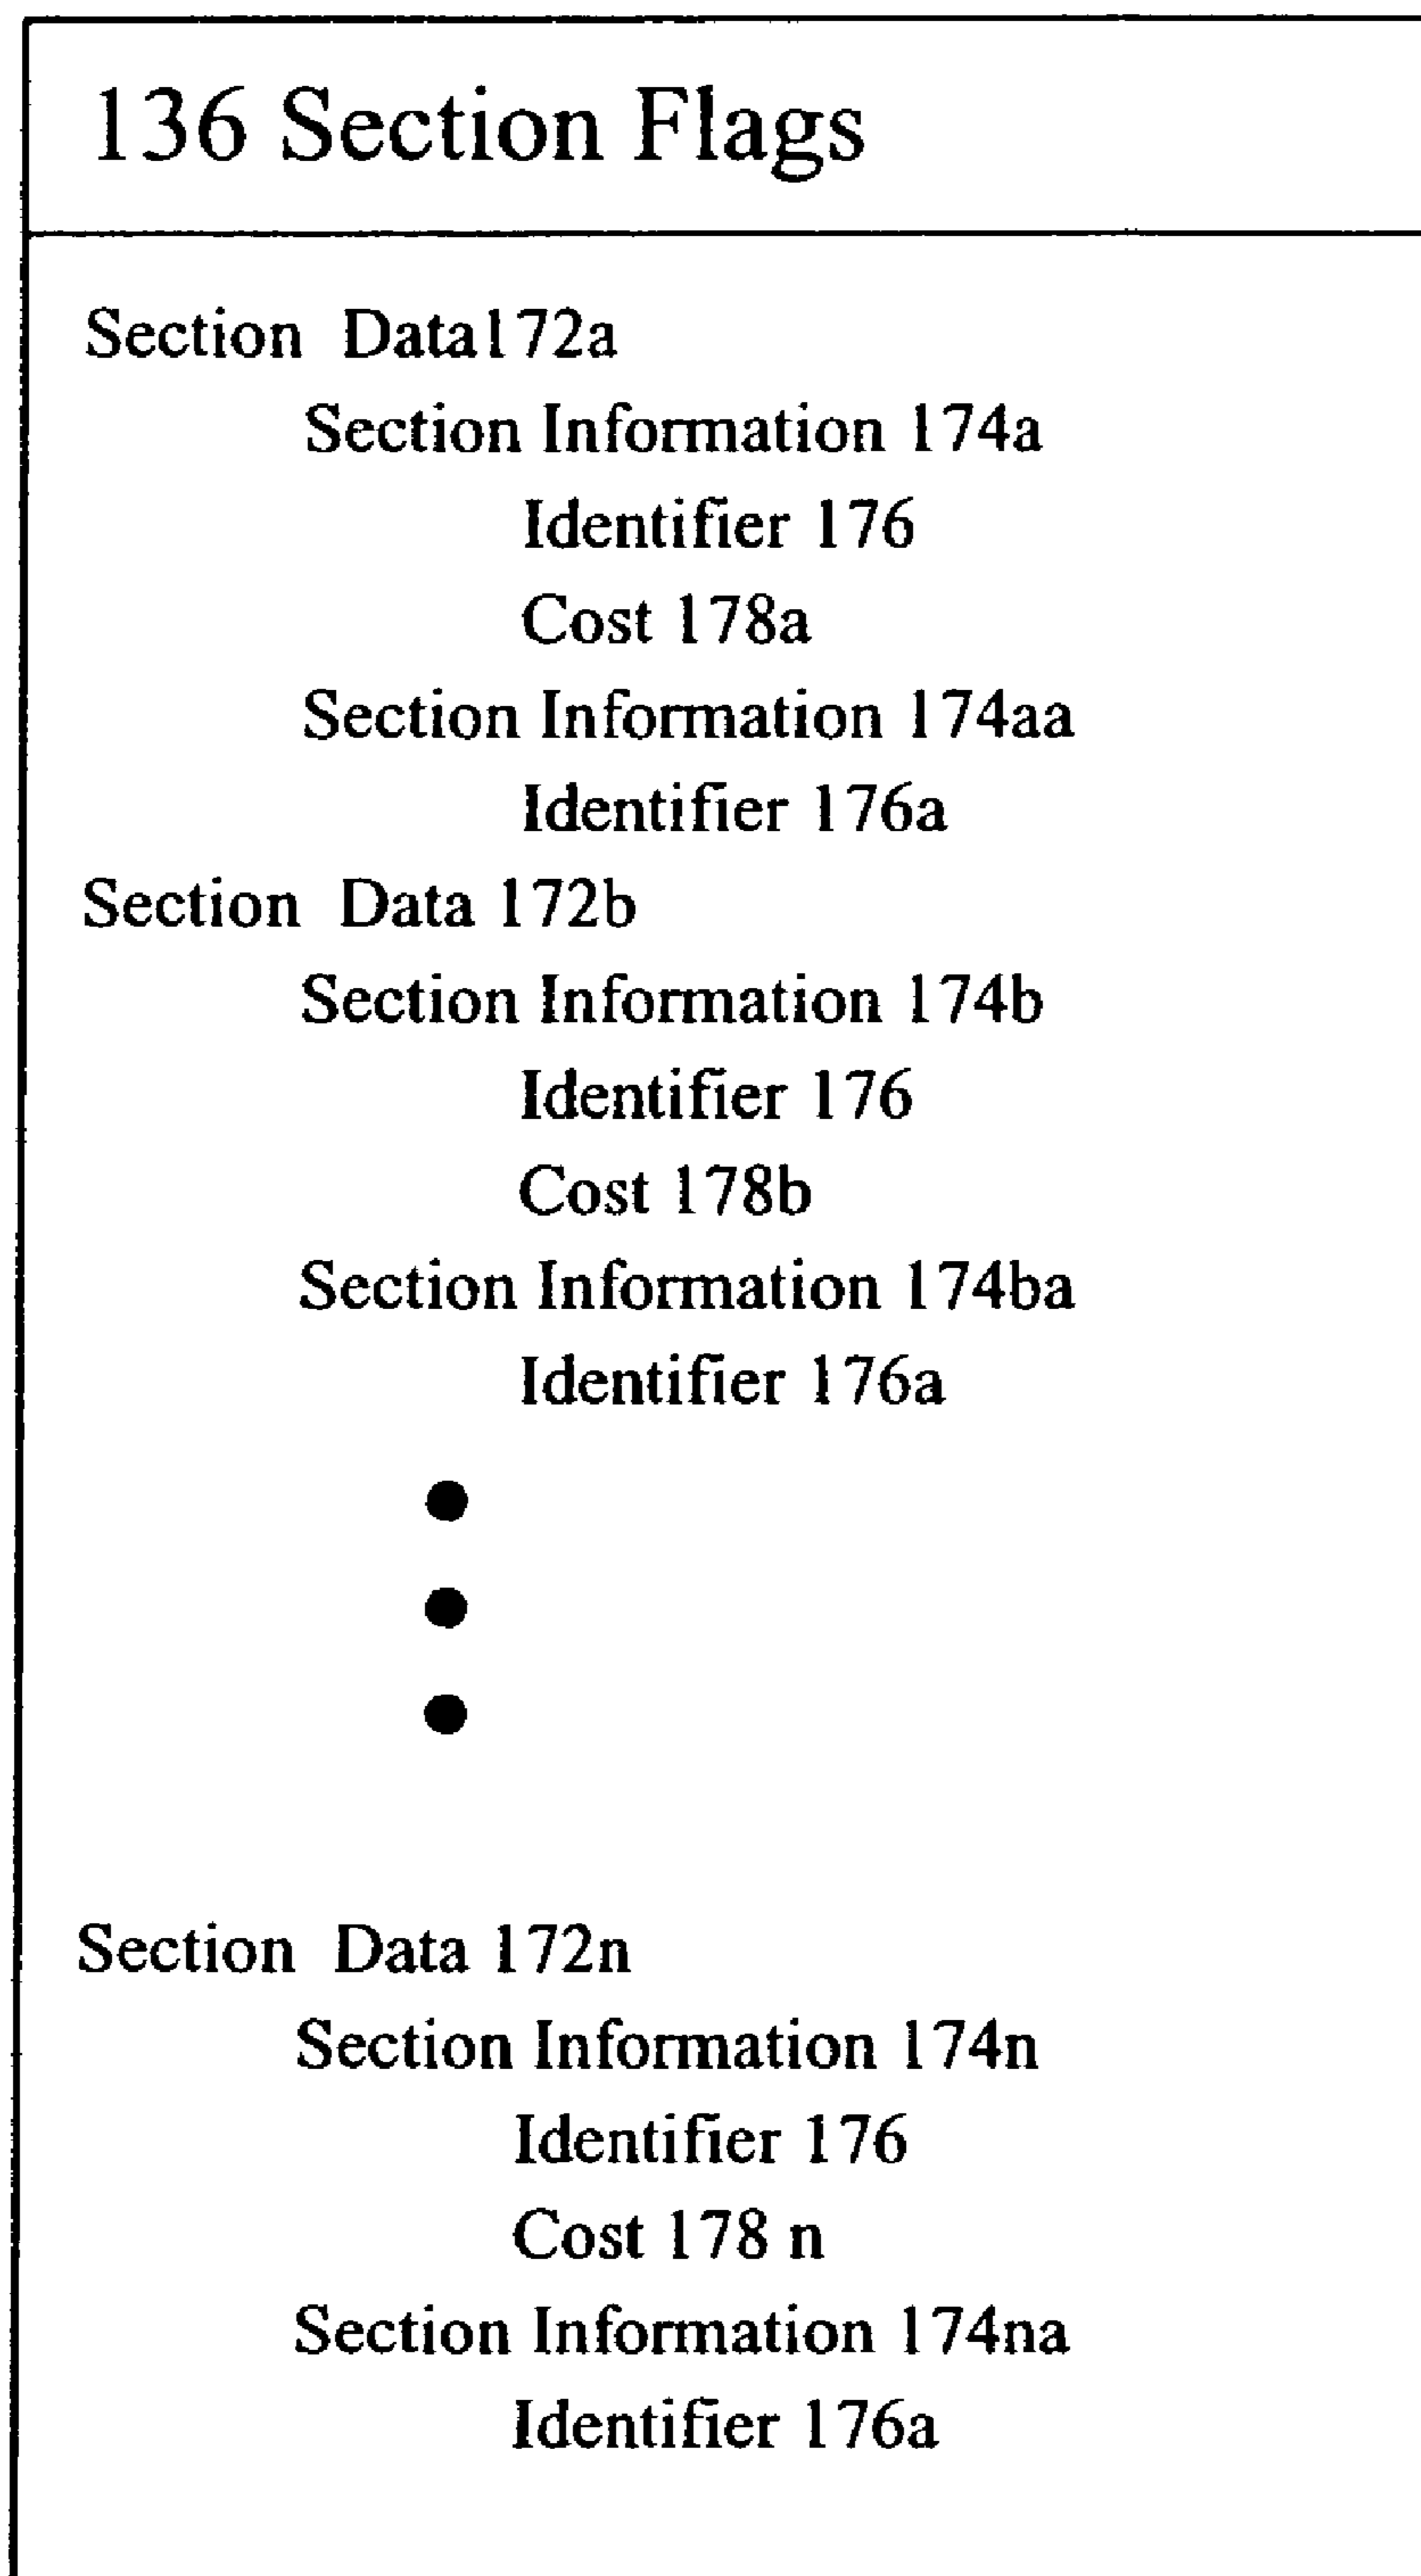 136 Section Flags
Section Data172a
Section Information 174a
Identifier 176
Cost 178a
Section Information 174aa
Identifier 176a
Section Data 172b
Section Information 174b
Identifier 176
Cost 178b
Section Information 174ba
Identifier 176a
Section Data 172n
Section Information 174n
Identifier 176
Cost 178 n
Section Information 174na
Identifier 176a